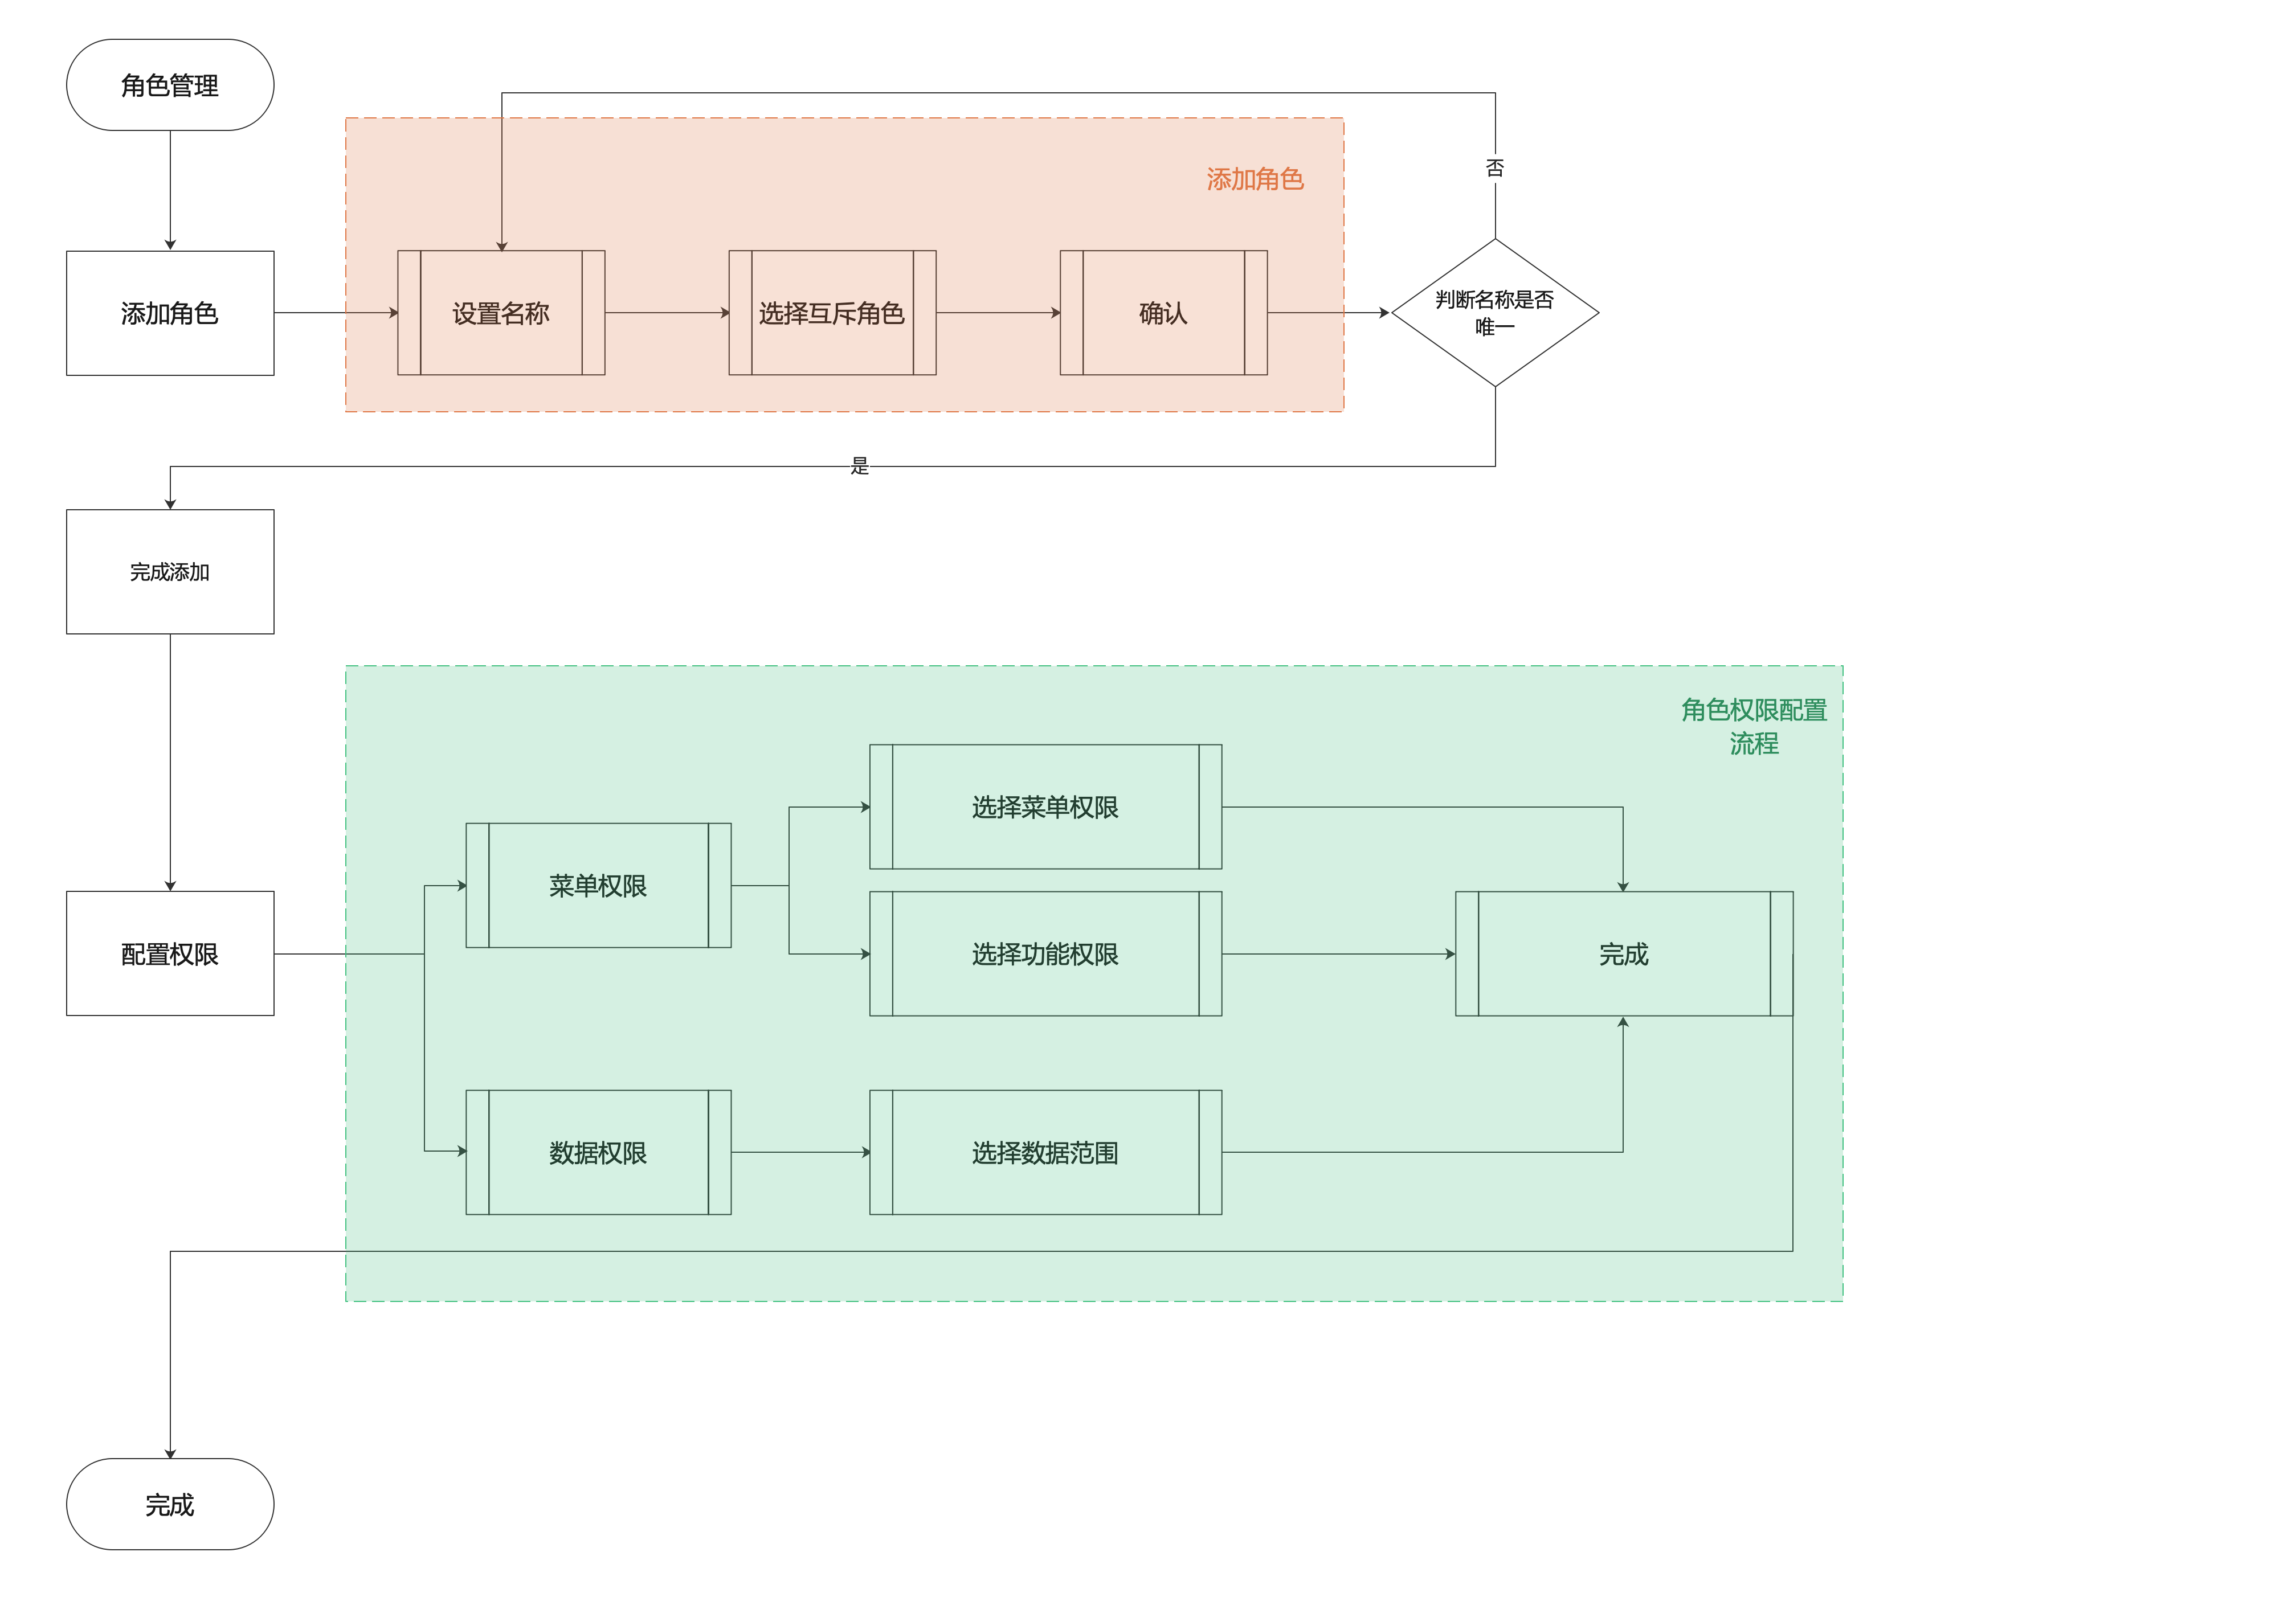 角色管理
否
添加角色
添加角色
设置名称
选择互斥角色
确认
判断名称是否
唯一
是
完成添加
角色权限配置
流程
选择菜单权限
菜单权限
配置权限
选择功能权限
完成
数据权限
选择数据范围
完成